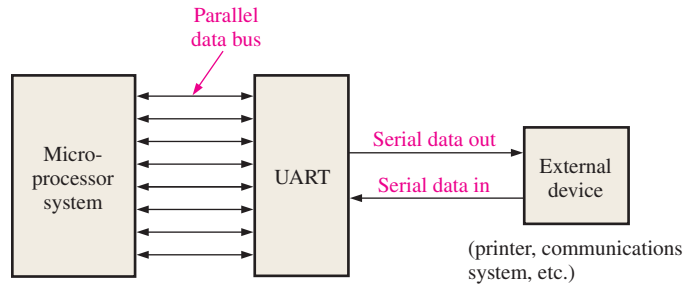 Parallel
data bus
Micro-
processor
system
UART
Serial data out
Serial data in
External
device
(printer, communications
system, etc.)